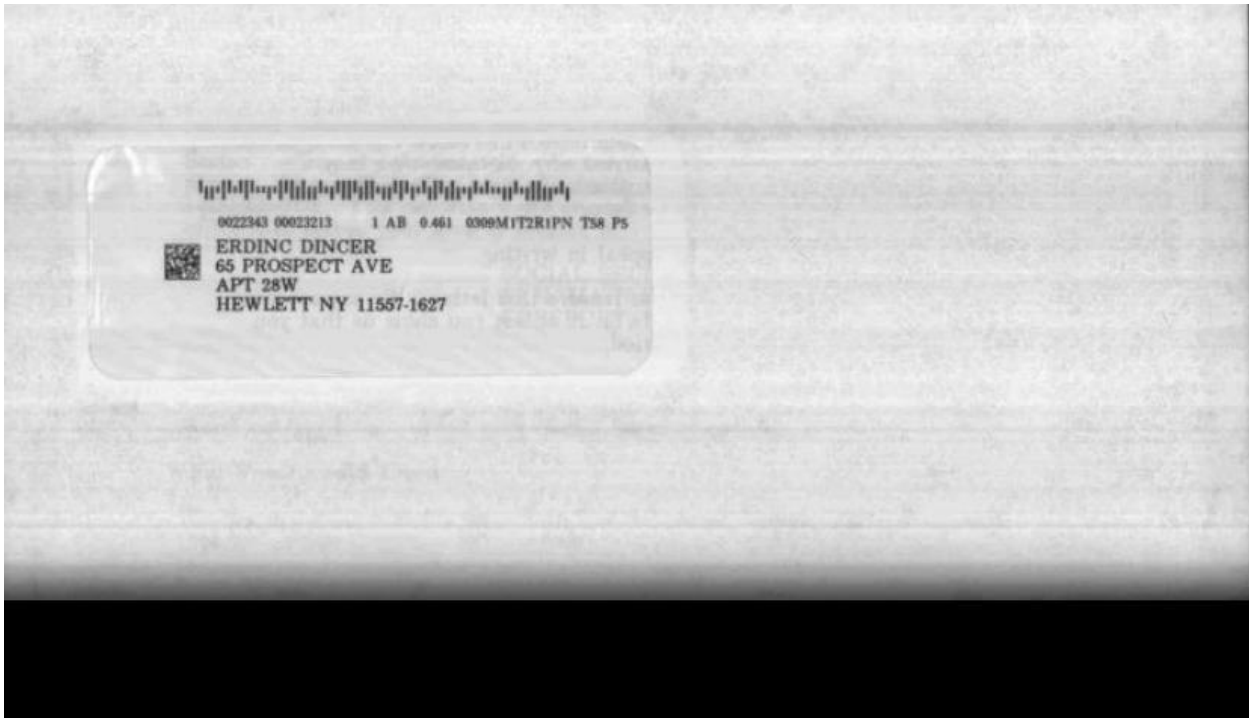 0022343 00023213 1 AB 0.461 0309M1T2R1PN T58 P5
ERDINC DINCER
65 PROSPECT AVE
APT 28W
HEWLETT NY 11557-1627